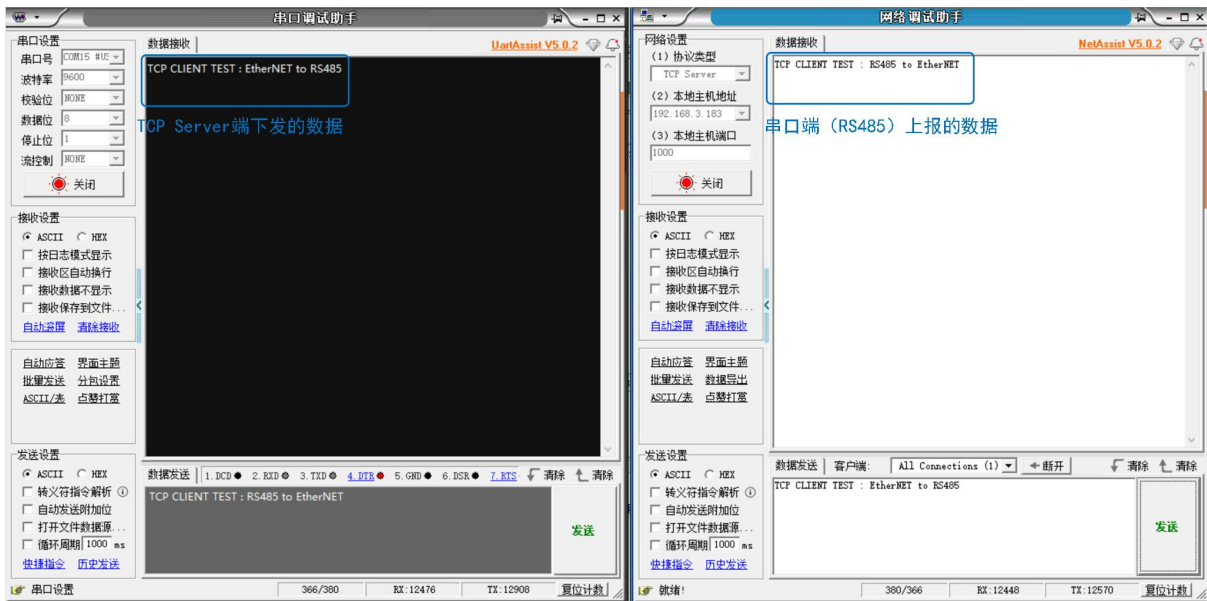 串口调试助手
串口设置
串口号 COM15 #US
波特率 9600
校验位 NONE
数据位 8
停止位 1
流控制 NONE
关闭
接收设置
ASCII HEX
按日志模式显示
接收区自动换行
接收数据不显示
接收保存到文件...
自动滚屏 清除接收
自动应答 界面主题
批量发送 分包设置
ASCII/表 点赞打赏
发送设置
ASCII HEX
转义符指令解析
自动发送附加位
打开文件数据源...
循环周期 1000 ms
快捷指令 历史发送
数据接收
UartAssist V5.0.2
TCP CLIENT TEST : EtherNET to RS485
TCP Server端下发的数据
数据发送 1.DCD 2.RXD 3.TXD 4.DTR 5.GND 6.DSR 7.RTS 清除 清除
TCP CLIENT TEST : RS485 to EtherNET
发送
串口设置 366/380 RX:12476 TX:12908 复位计数
网络调试助手
网络设置
(1) 协议类型
TCP Server
(2) 本地主机地址
192.168.3.183
(3) 本地主机端口
1000
关闭
接收设置
ASCII HEX
按日志模式显示
接收区自动换行
接收数据不显示
接收保存到文件...
自动滚屏 清除接收
自动应答 界面主题
批量发送 数据导出
ASCII/表 点赞打赏
发送设置
ASCII HEX
转义符指令解析
自动发送附加位
打开文件数据源...
循环周期 1000 ms
快捷指令 历史发送
数据接收
NetAssist V5.0.2
TCP CLIENT TEST : RS485 to EtherNET
串口端（RS485）上报的数据
数据发送 客户端: All Connections (1) 断开 清除 清除
TCP CLIENT TEST : EtherNET to RS485
发送
就绪! 380/366 RX:12448 TX:12570 复位计数